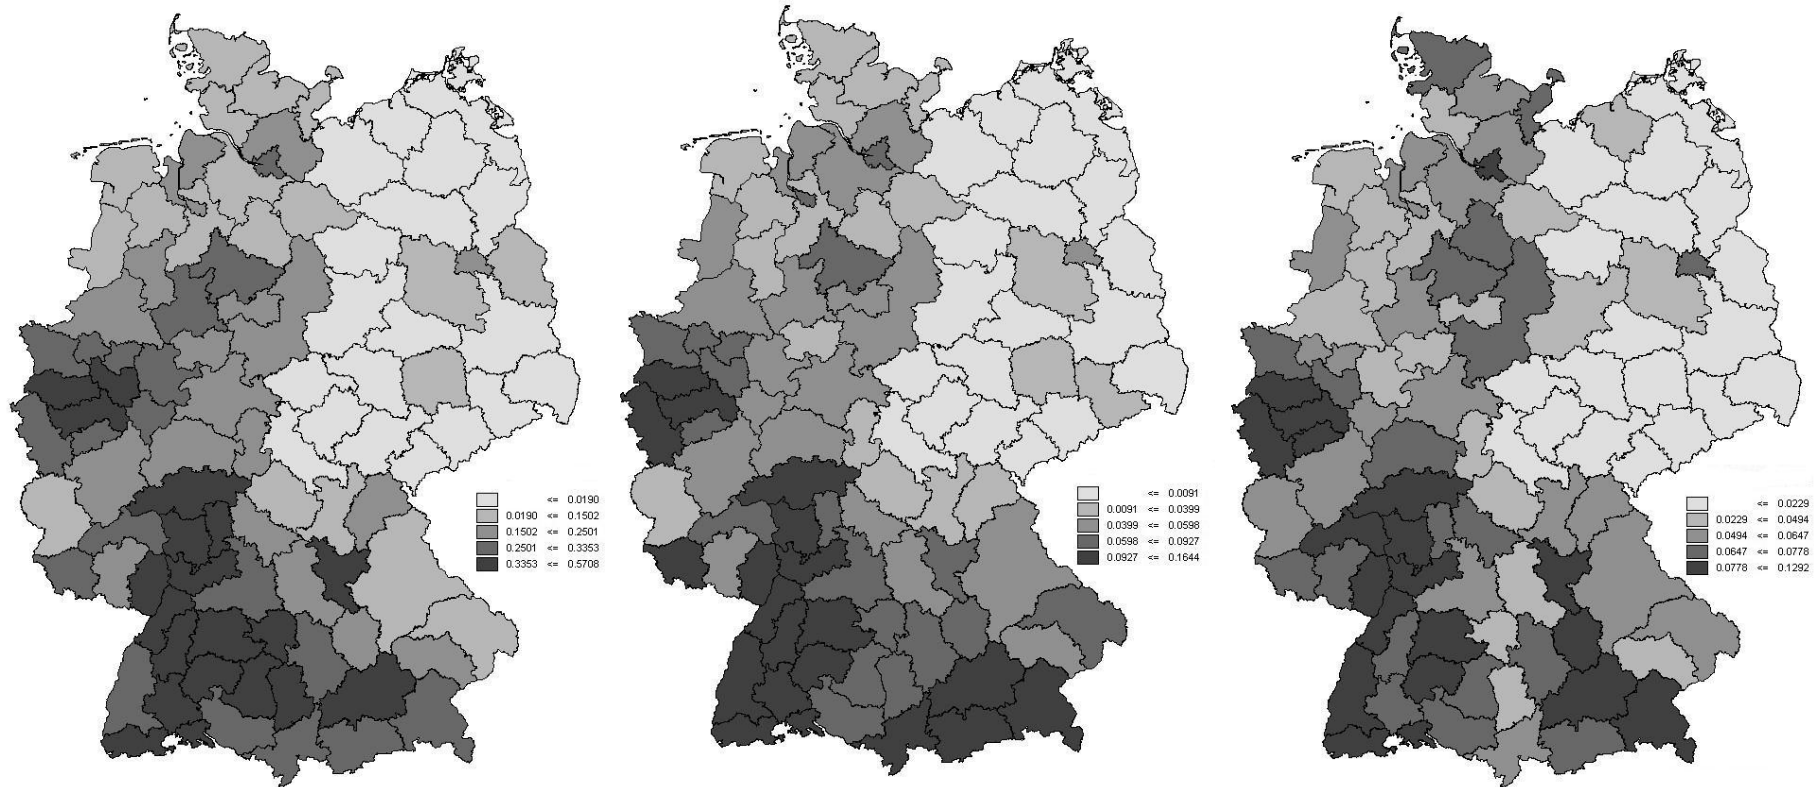 <= 0.0190
0.0190 <= 0.1502
0.1502 <= 0.2501
0.2501 <= 0.3353
0.3353 <= 0.5708
<= 0.0091
0.0091 <= 0.0399
0.0399 <= 0.0598
0.0598 <= 0.0927
0.0927 <= 0.1644
<= 0.0229
0.0229 <= 0.0494
0.0494 <= 0.0647
0.0647 <= 0.0778
0.0778 <= 0.1292